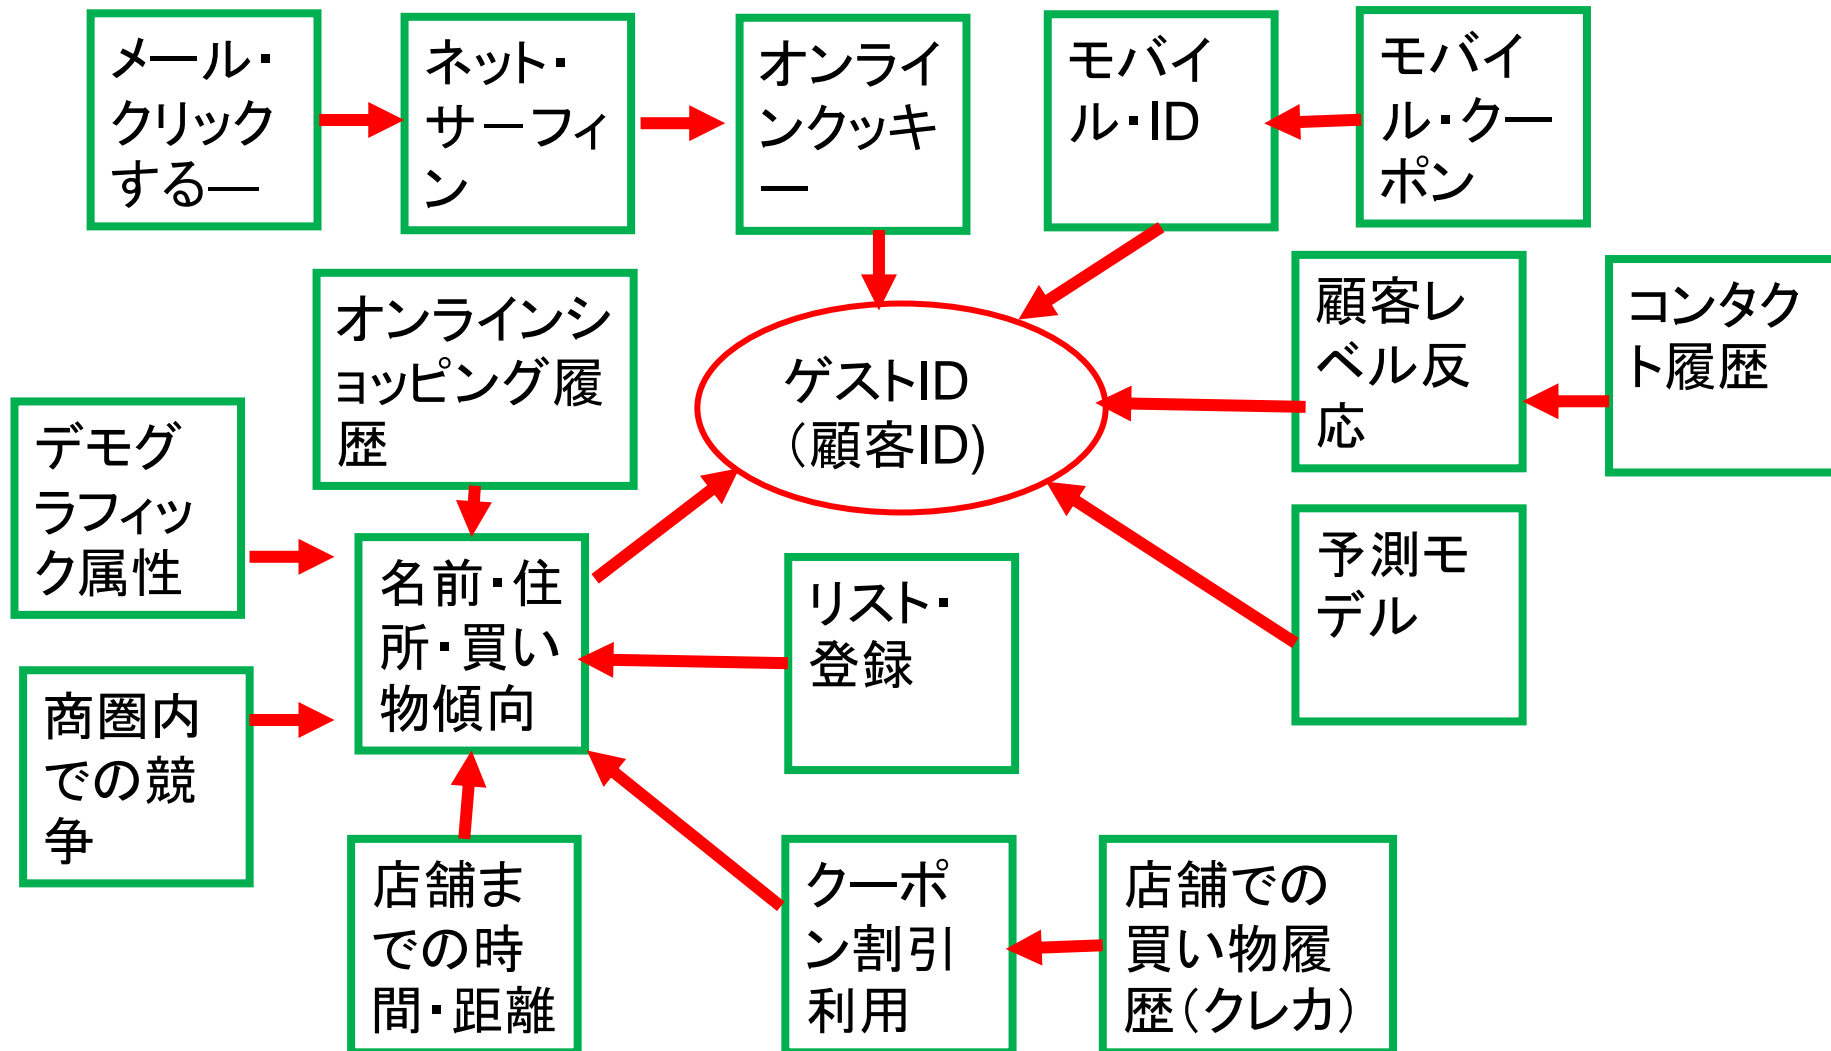 メール・
クリック
する―
ネット・
サーフィ
ン
オンライ
ンクッキ
ー
モバイ
ル・ID
モバイ
ル・クー
ポン
オンラインシ
ョッピング履
歴
ゲストID
（顧客ID)
顧客レ
ベル反
応
コンタク
ト履歴
デモグ
ラフィッ
ク属性
名前・住
所・買い
物傾向
リスト・
登録
予測モ
デル
商圏内
での競
争
店舗ま
での時
間・距離
クーポ
ン割引
利用
店舗での
買い物履
歴（クレカ）